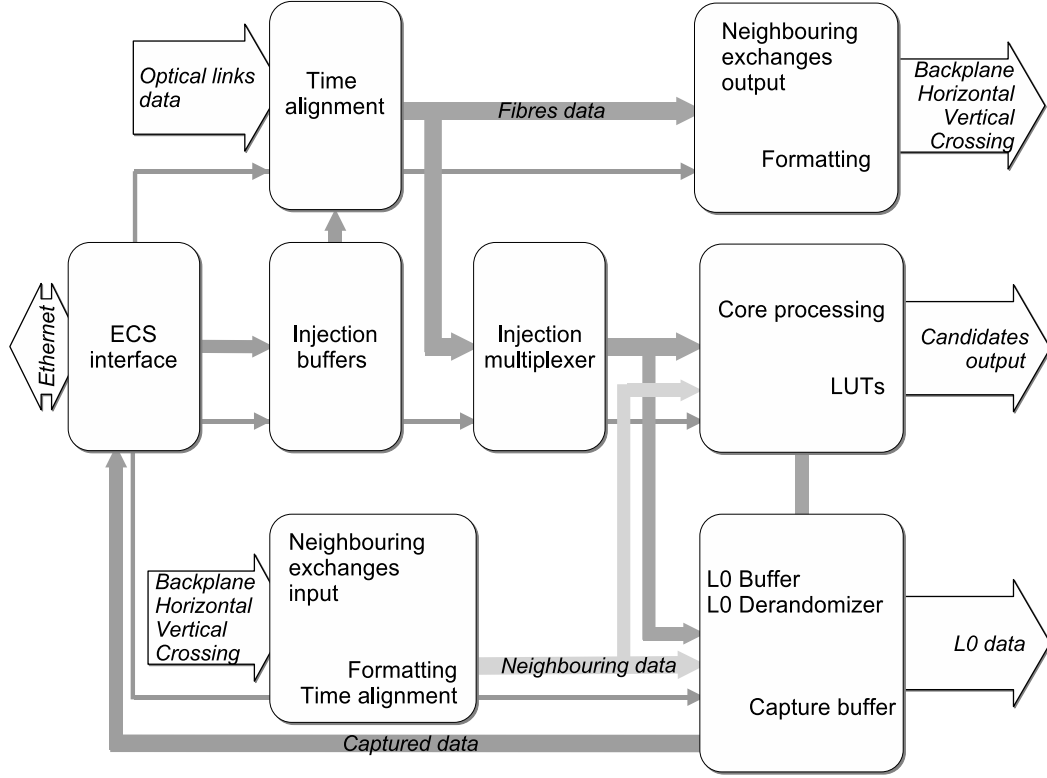 Optical links
data
Time
alignment
Fibres data
Neighbouring
exchanges
output
Formatting
Backplane
Horizontal
Vertical
Crossing
Ethernet
ECS
interface
Injection
buffers
Injection
multiplexer
Core processing
LUTs
Candidates
output
Backplane
Horizontal
Vertical
Crossing
Neighbouring
exchanges
input
Formatting
Time alignment
Neighbouring data
L0 Buffer
L0 Derandomizer
Capture buffer
L0 data
Captured data